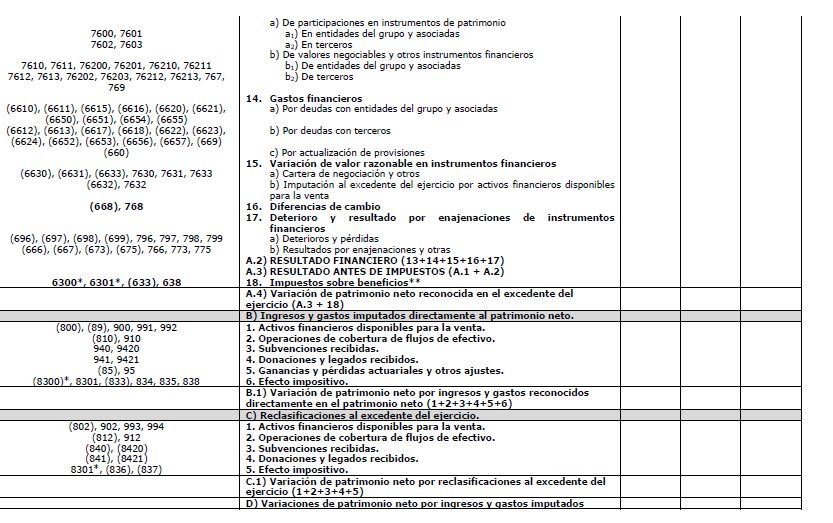 a) De participaciones en instrumentos de patrimonio
7600, 7601 a₁) En entidades del grupo y asociadas
7602, 7603 a₂) En terceros
b) De valores negociables y otros instrumentos financieros
7610, 7611, 76200, 76201, 76210, 76211 b₁) De entidades del grupo y asociadas
7612, 7613, 76202, 76203, 76212, 76213, 767, b₂) De terceros
769
14. Gastos financieros
(6610), (6611), (6615), (6616), (6620), (6621), a) Por deudas con entidades del grupo y asociadas
(6650), (6651), (6654), (6655)
(6612), (6613), (6617), (6618), (6622), (6623), b) Por deudas con terceros
(6624), (6652), (6653), (6656), (6657), (669)
(660) c) Por actualización de provisiones
15. Variación de valor razonable en instrumentos financieros
(6630), (6631), (6633), 7630, 7631, 7633 a) Cartera de negociación y otros
(6632), 7632 b) Imputación al excedente del ejercicio por activos financieros disponibles
para la venta
(668), 768 16. Diferencias de cambio
17. Deterioro y resultado por enajenaciones de instrumentos
financieros
(696), (697), (698), (699), 796, 797, 798, 799 a) Deterioros y pérdidas
(666), (667), (673), (675), 766, 773, 775 b) Resultados por enajenaciones y otras
A.2) RESULTADO FINANCIERO (13+14+15+16+17)
A.3) RESULTADO ANTES DE IMPUESTOS (A.1 + A.2)
6300*, 6301*, (633), 638 18. Impuestos sobre beneficios**
A.4) Variación de patrimonio neto reconocida en el excedente del
ejercicio (A.3 + 18)
B) Ingresos y gastos imputados directamente al patrimonio neto.
(800), (89), 900, 991, 992 1. Activos financieros disponibles para la venta.
(810), 910 2. Operaciones de cobertura de flujos de efectivo.
940, 9420 3. Subvenciones recibidas.
941, 9421 4. Donaciones y legados recibidos.
(85), 95 5. Ganancias y pérdidas actuariales y otros ajustes.
(8300)*, 8301, (833), 834, 835, 838 6. Efecto impositivo.
B.1) Variación de patrimonio neto por ingresos y gastos reconocidos
directamente en el patrimonio neto (1+2+3+4+5+6)
C) Reclasificaciones al excedente del ejercicio.
(802), 902, 993, 994 1. Activos financieros disponibles para la venta.
(812), 912 2. Operaciones de cobertura de flujos de efectivo.
(840), (8420) 3. Subvenciones recibidas.
(841), (8421) 4. Donaciones y legados recibidos.
8301*, (836), (837) 5. Efecto impositivo.
C.1) Variación de patrimonio neto por reclasificaciones al excedente del
ejercicio (1+2+3+4+5)
D) Variaciones de patrimonio neto por ingresos y gastos imputados